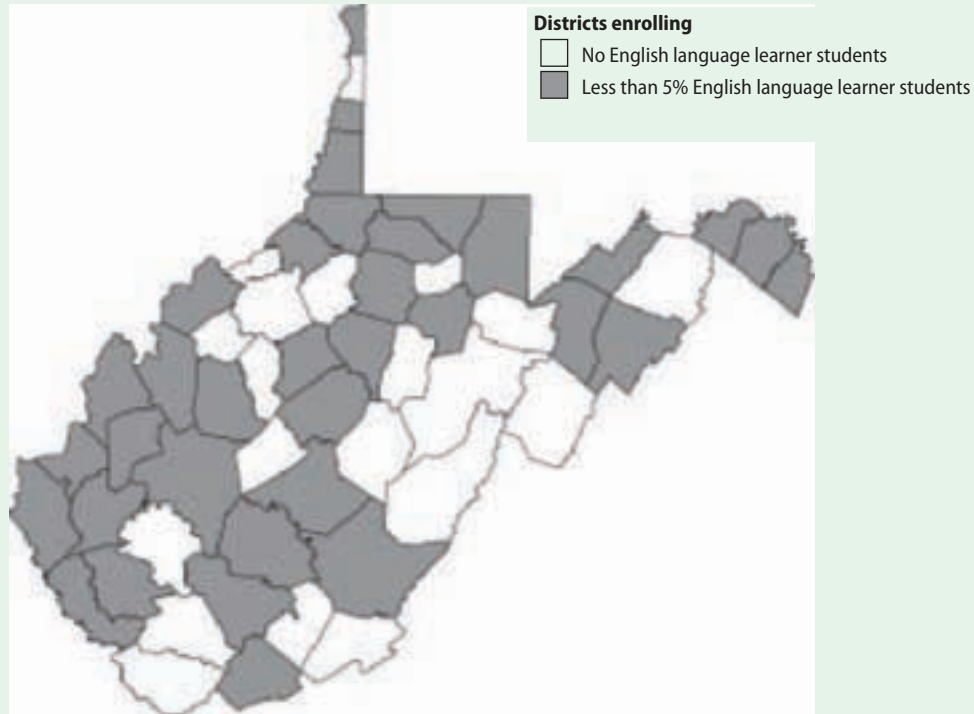 Districts enrolling
No English language learner students
Less than 5% English language learner students